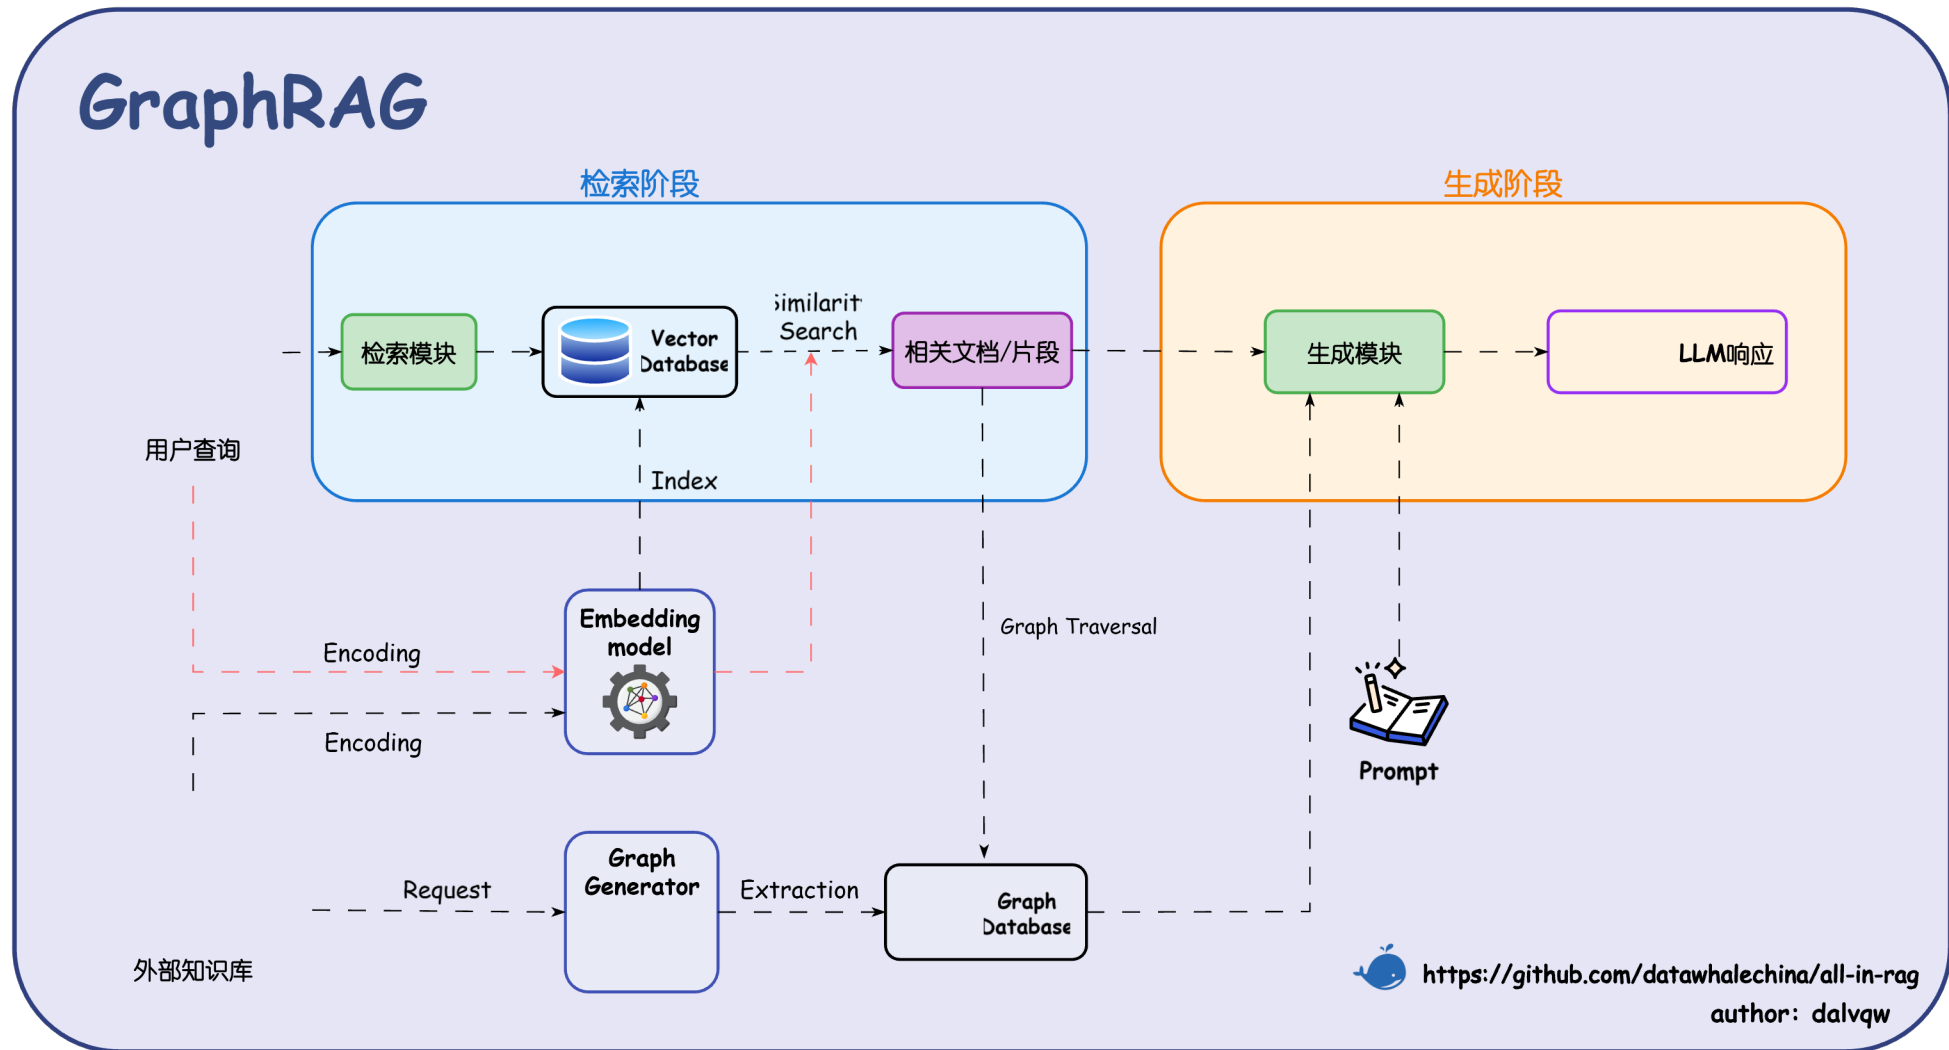 GraphRAG
检索阶段
生成阶段
检索模块
Vector
Database
Similarity
Search
相关文档/片段
生成模块
LLM响应
用户查询
Index
Encoding
Embedding
model
Encoding
Graph Traversal
Prompt
Request
Graph
Generator
Extraction
Graph
Database
外部知识库
https://github.com/datawhalechina/all-in-rag
author: dalvqw